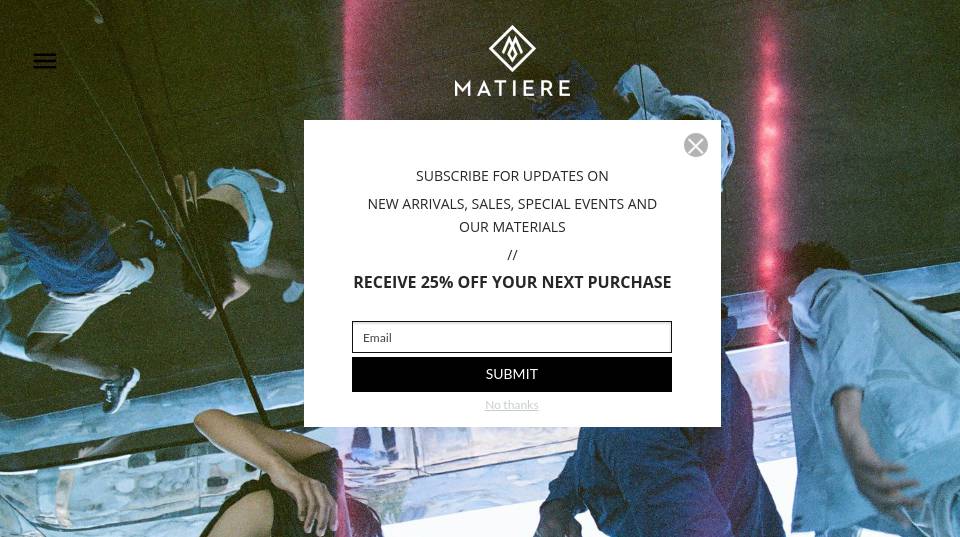 MATIERE
SUBSCRIBE FOR UPDATES ON
NEW ARRIVALS, SALES, SPECIAL EVENTS AND
OUR MATERIALS
//
RECEIVE 25% OFF YOUR NEXT PURCHASE
Email
SUBMIT
No thanks